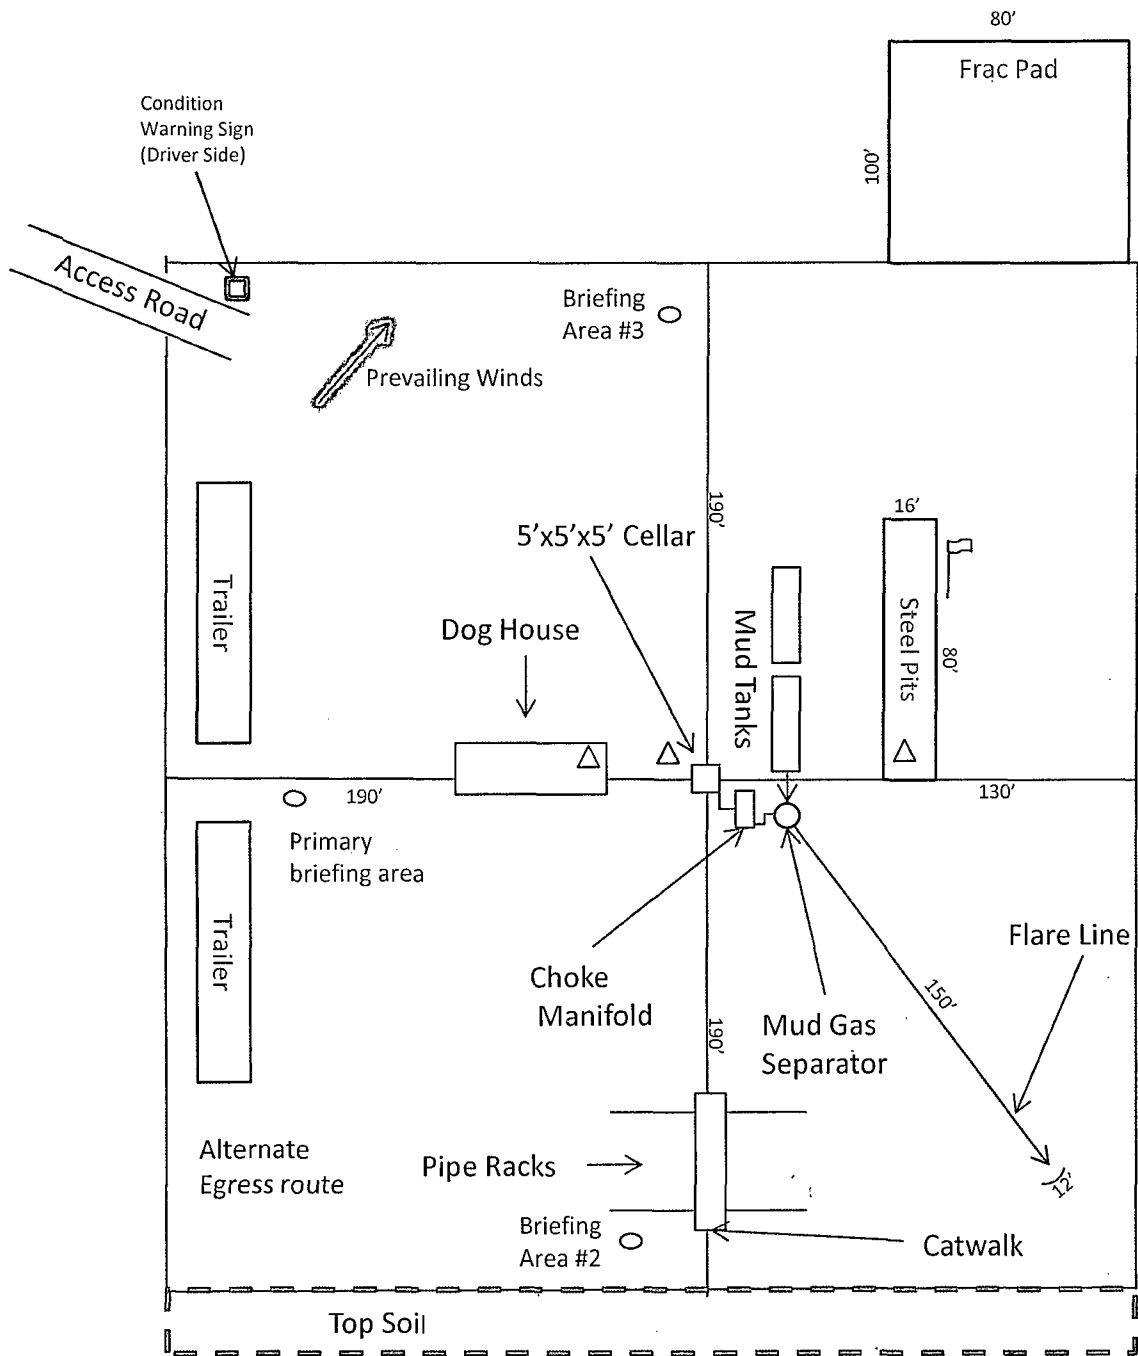 80’
Frac Pad
100’
Condition
Warning Sign
(Driver Side)
Access Road
Briefing
Area #3
Prevailing Winds
190’
16’
5’x5’x5’ Cellar
Trailer
Dog House
Mud Tanks
Steel Pits
80’
190’
130’
Primary
briefing area
Trailer
Flare Line
Choke
Manifold
150’
Mud Gas
Separator
190’
Alternate
Egress route
Pipe Racks
12’
Briefing
Area #2
Catwalk
Top Soil